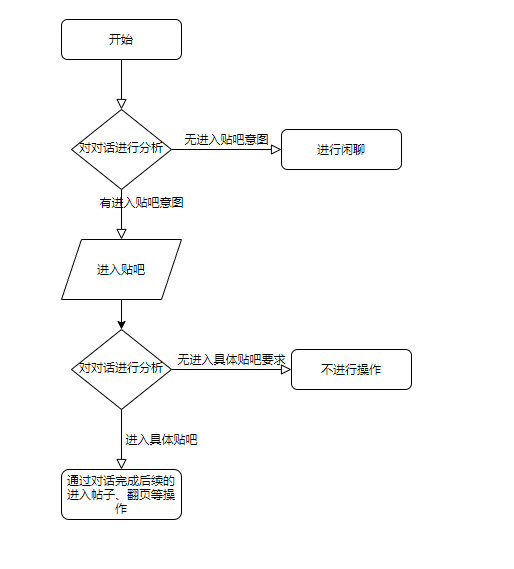 开始
对对话进行分析
无进入贴吧意图
进行闲聊
有进入贴吧意图
进入贴吧
对对话进行分析
无进入具体贴吧要求
不进行操作
进入具体贴吧
通过对话完成后续的
进入帖子、翻页等操
作